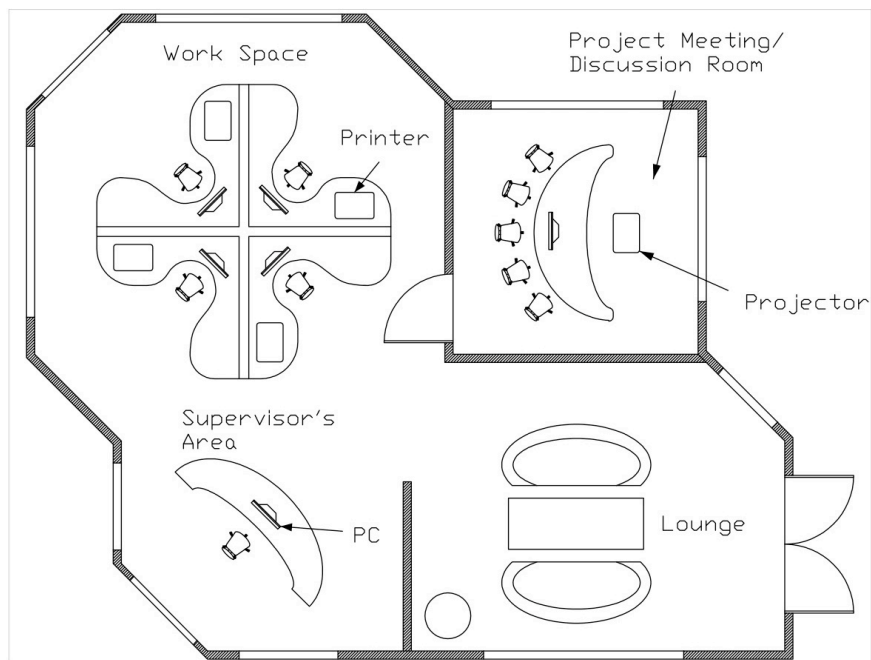 Work Space
Project Meeting/
Discussion Room
Printer
Projector
Supervisor's
Area
PC
Lounge